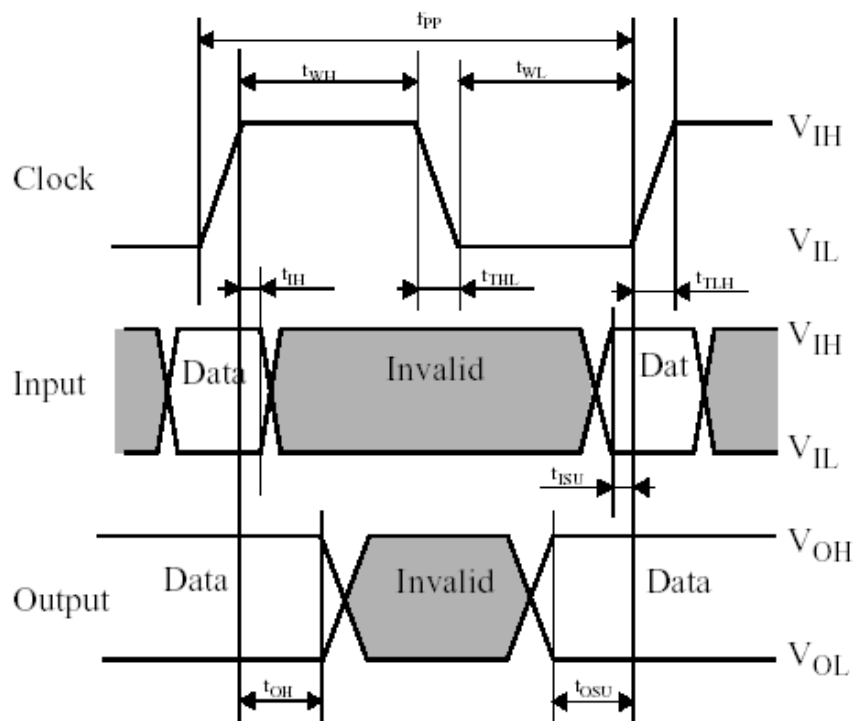 fPP
tWH
tWL
VIH
Clock
VIL
tIH
tTHL
tTLH
VIH
Input
Data
Invalid
Dat
VIL
tISU
VOH
Output
Data
Invalid
Data
VOL
tOH
tOSU